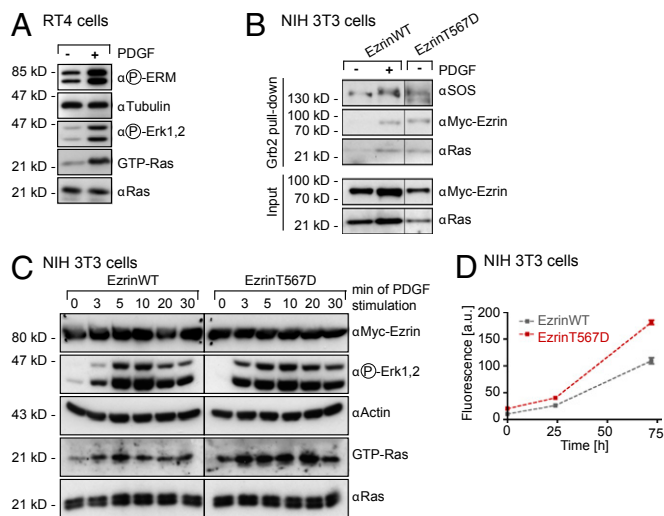 A RT4 cells
- + PDGF
85 kD - αⓅ-ERM
47 kD - αTubulin
47 kD - αⓅ-Erk1,2
21 kD - GTP-Ras
21 kD - αRas
B NIH 3T3 cells
EzrinWT EzrinT567D
- + - PDGF
Grb2 pull-down
130 kD - αSOS
100 kD -
70 kD - αMyc-Ezrin
21 kD - αRas
Input
100 kD -
70 kD - αMyc-Ezrin
21 kD - αRas
C NIH 3T3 cells
EzrinWT EzrinT567D min of PDGF
0 3 5 10 20 30 0 3 5 10 20 30 stimulation
80 kD - αMyc-Ezrin
47 kD - αⓅ-Erk1,2
43 kD - αActin
21 kD - GTP-Ras
21 kD - αRas
D NIH 3T3 cells
Fluorescence [a.u.]
200
150
100
50
0
EzrinWT
EzrinT567D
0 25 50 75
Time [h]